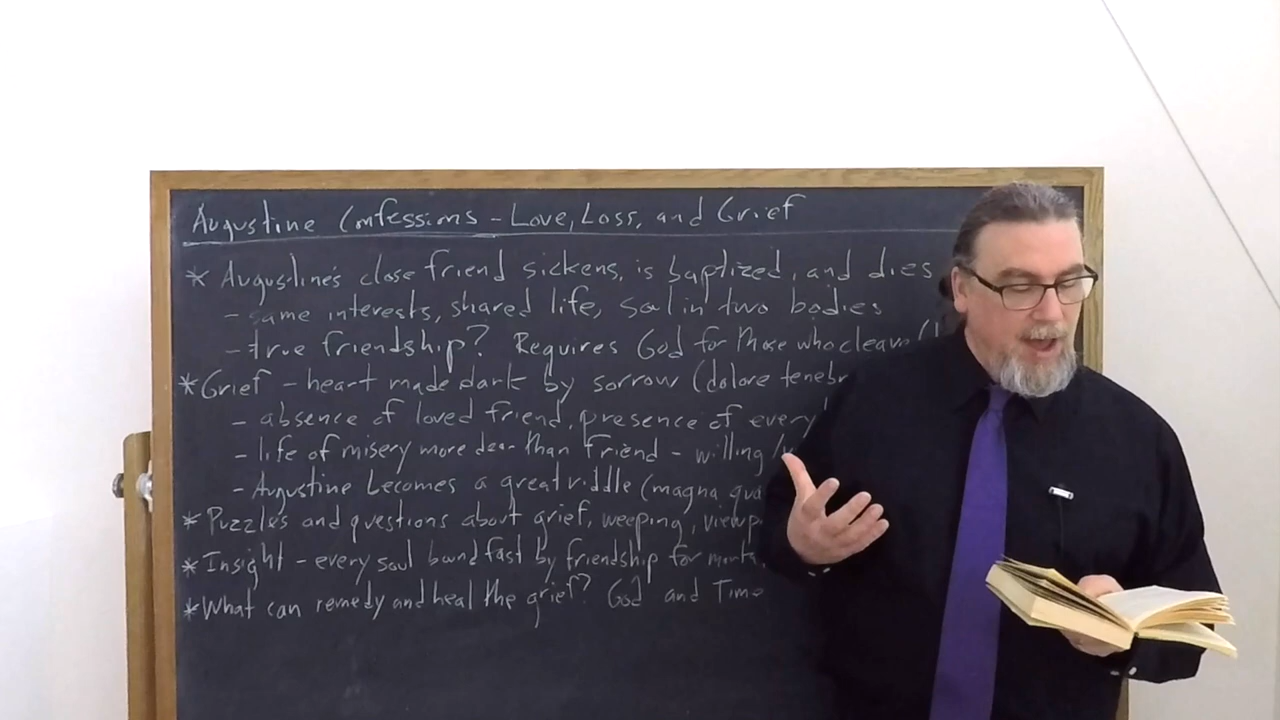 Augustine Confessions - Love, Loss, and Grief
* Augustine's close friend sickens, is baptized, and dies
- same interests, shared life, soul in two bodies
- true friendship? Requires God for those who cleave
* Grief - heart made dark by sorrow (dolore
- absence of loved friend, presence of every
- life of misery more dear than friend - willing
- Augustine becomes a great riddle (magna
* Puzzles and questions about grief, weeping,
* Insight - every soul bound fast by friendship for
* What can remedy and heal the grief? God and Time